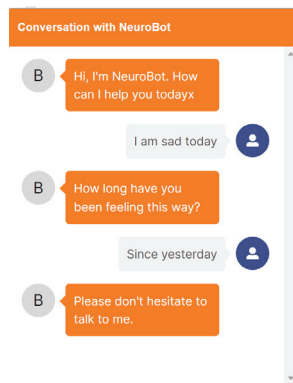 Conversation with NeuroBot
B
Hi, I'm NeuroBot. How
can I help you todayx
I am sad today
B
How long have you
been feeling this way?
Since yesterday
B
Please don't hesitate to
talk to me.